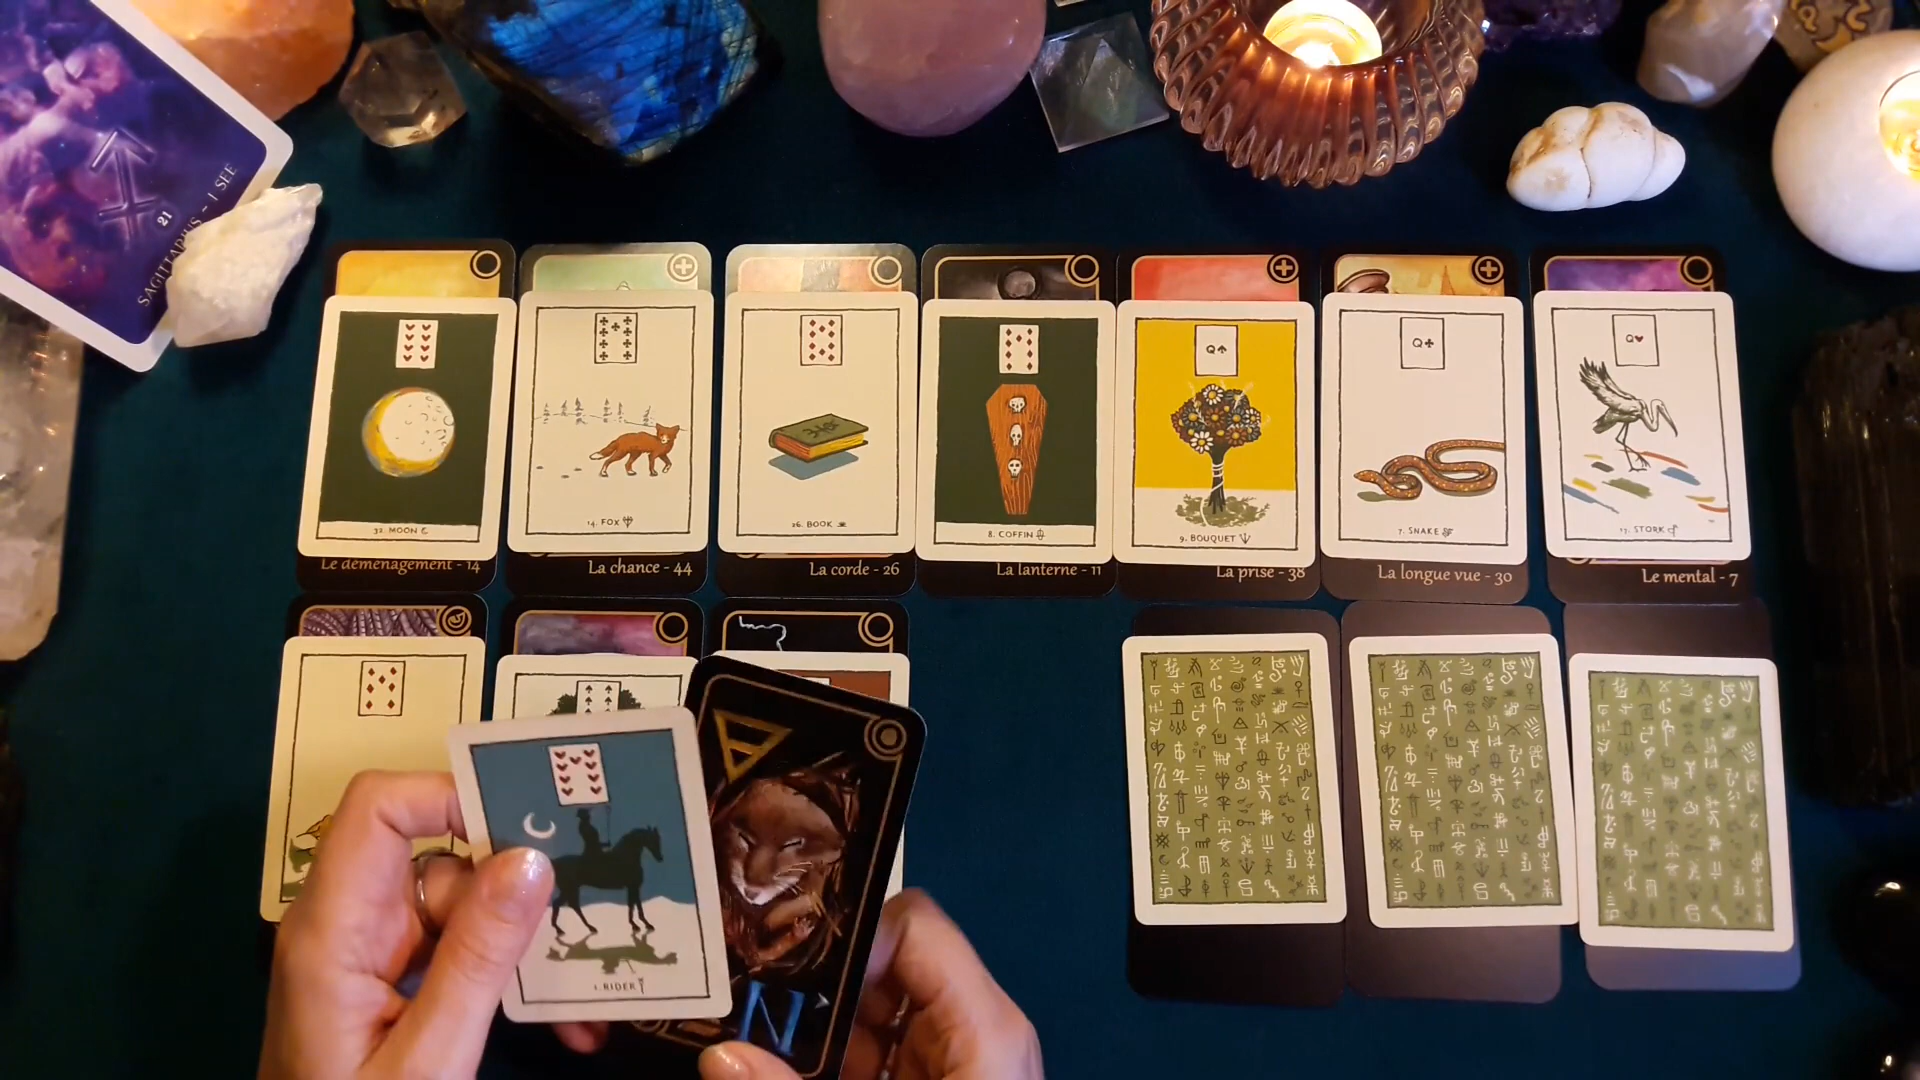 21
SAGITTARIUS ~ I SEE
32. MOON
14. FOX
26. BOOK
8. COFFIN
Q
9. BOUQUET
Q
7. SNAKE
Q
17. STORK
Le déménagement - 14
La chance - 44
La corde - 26
La lanterne - 11
La prise - 38
La longue vue - 30
Le mental - 7
1. RIDER
N